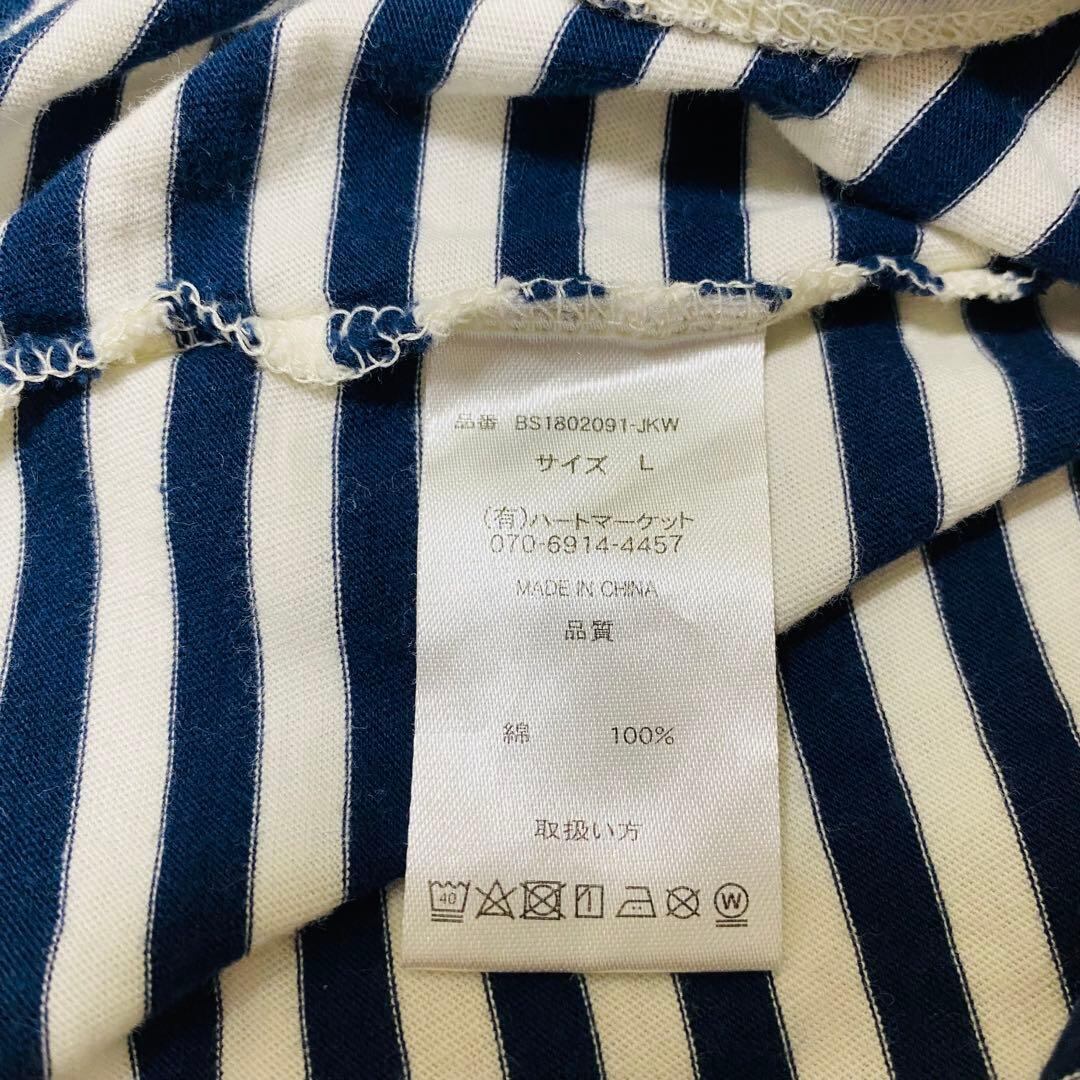 品番 BS1802091-JKW
サイズ L
(有)ハートマーケット
070-6914-4457
MADE IN CHINA
品質
綿 100%
取扱い方
40 W